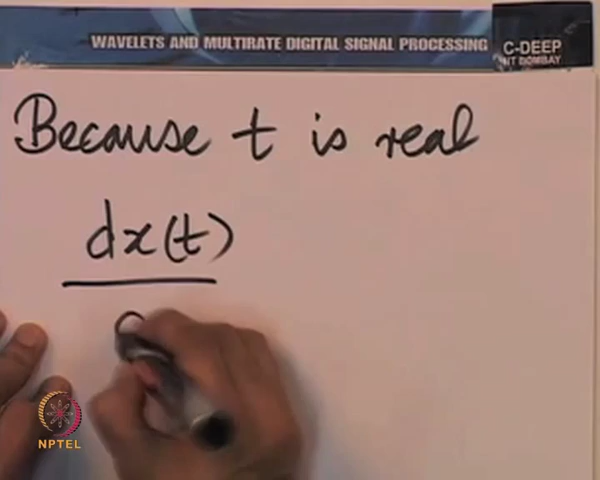 WAVELETS AND MULTIRATE DIGITAL SIGNAL PROCESSING
C-DEEP
IIT BOMBAY
Because t is real
dx(t)
NPTEL